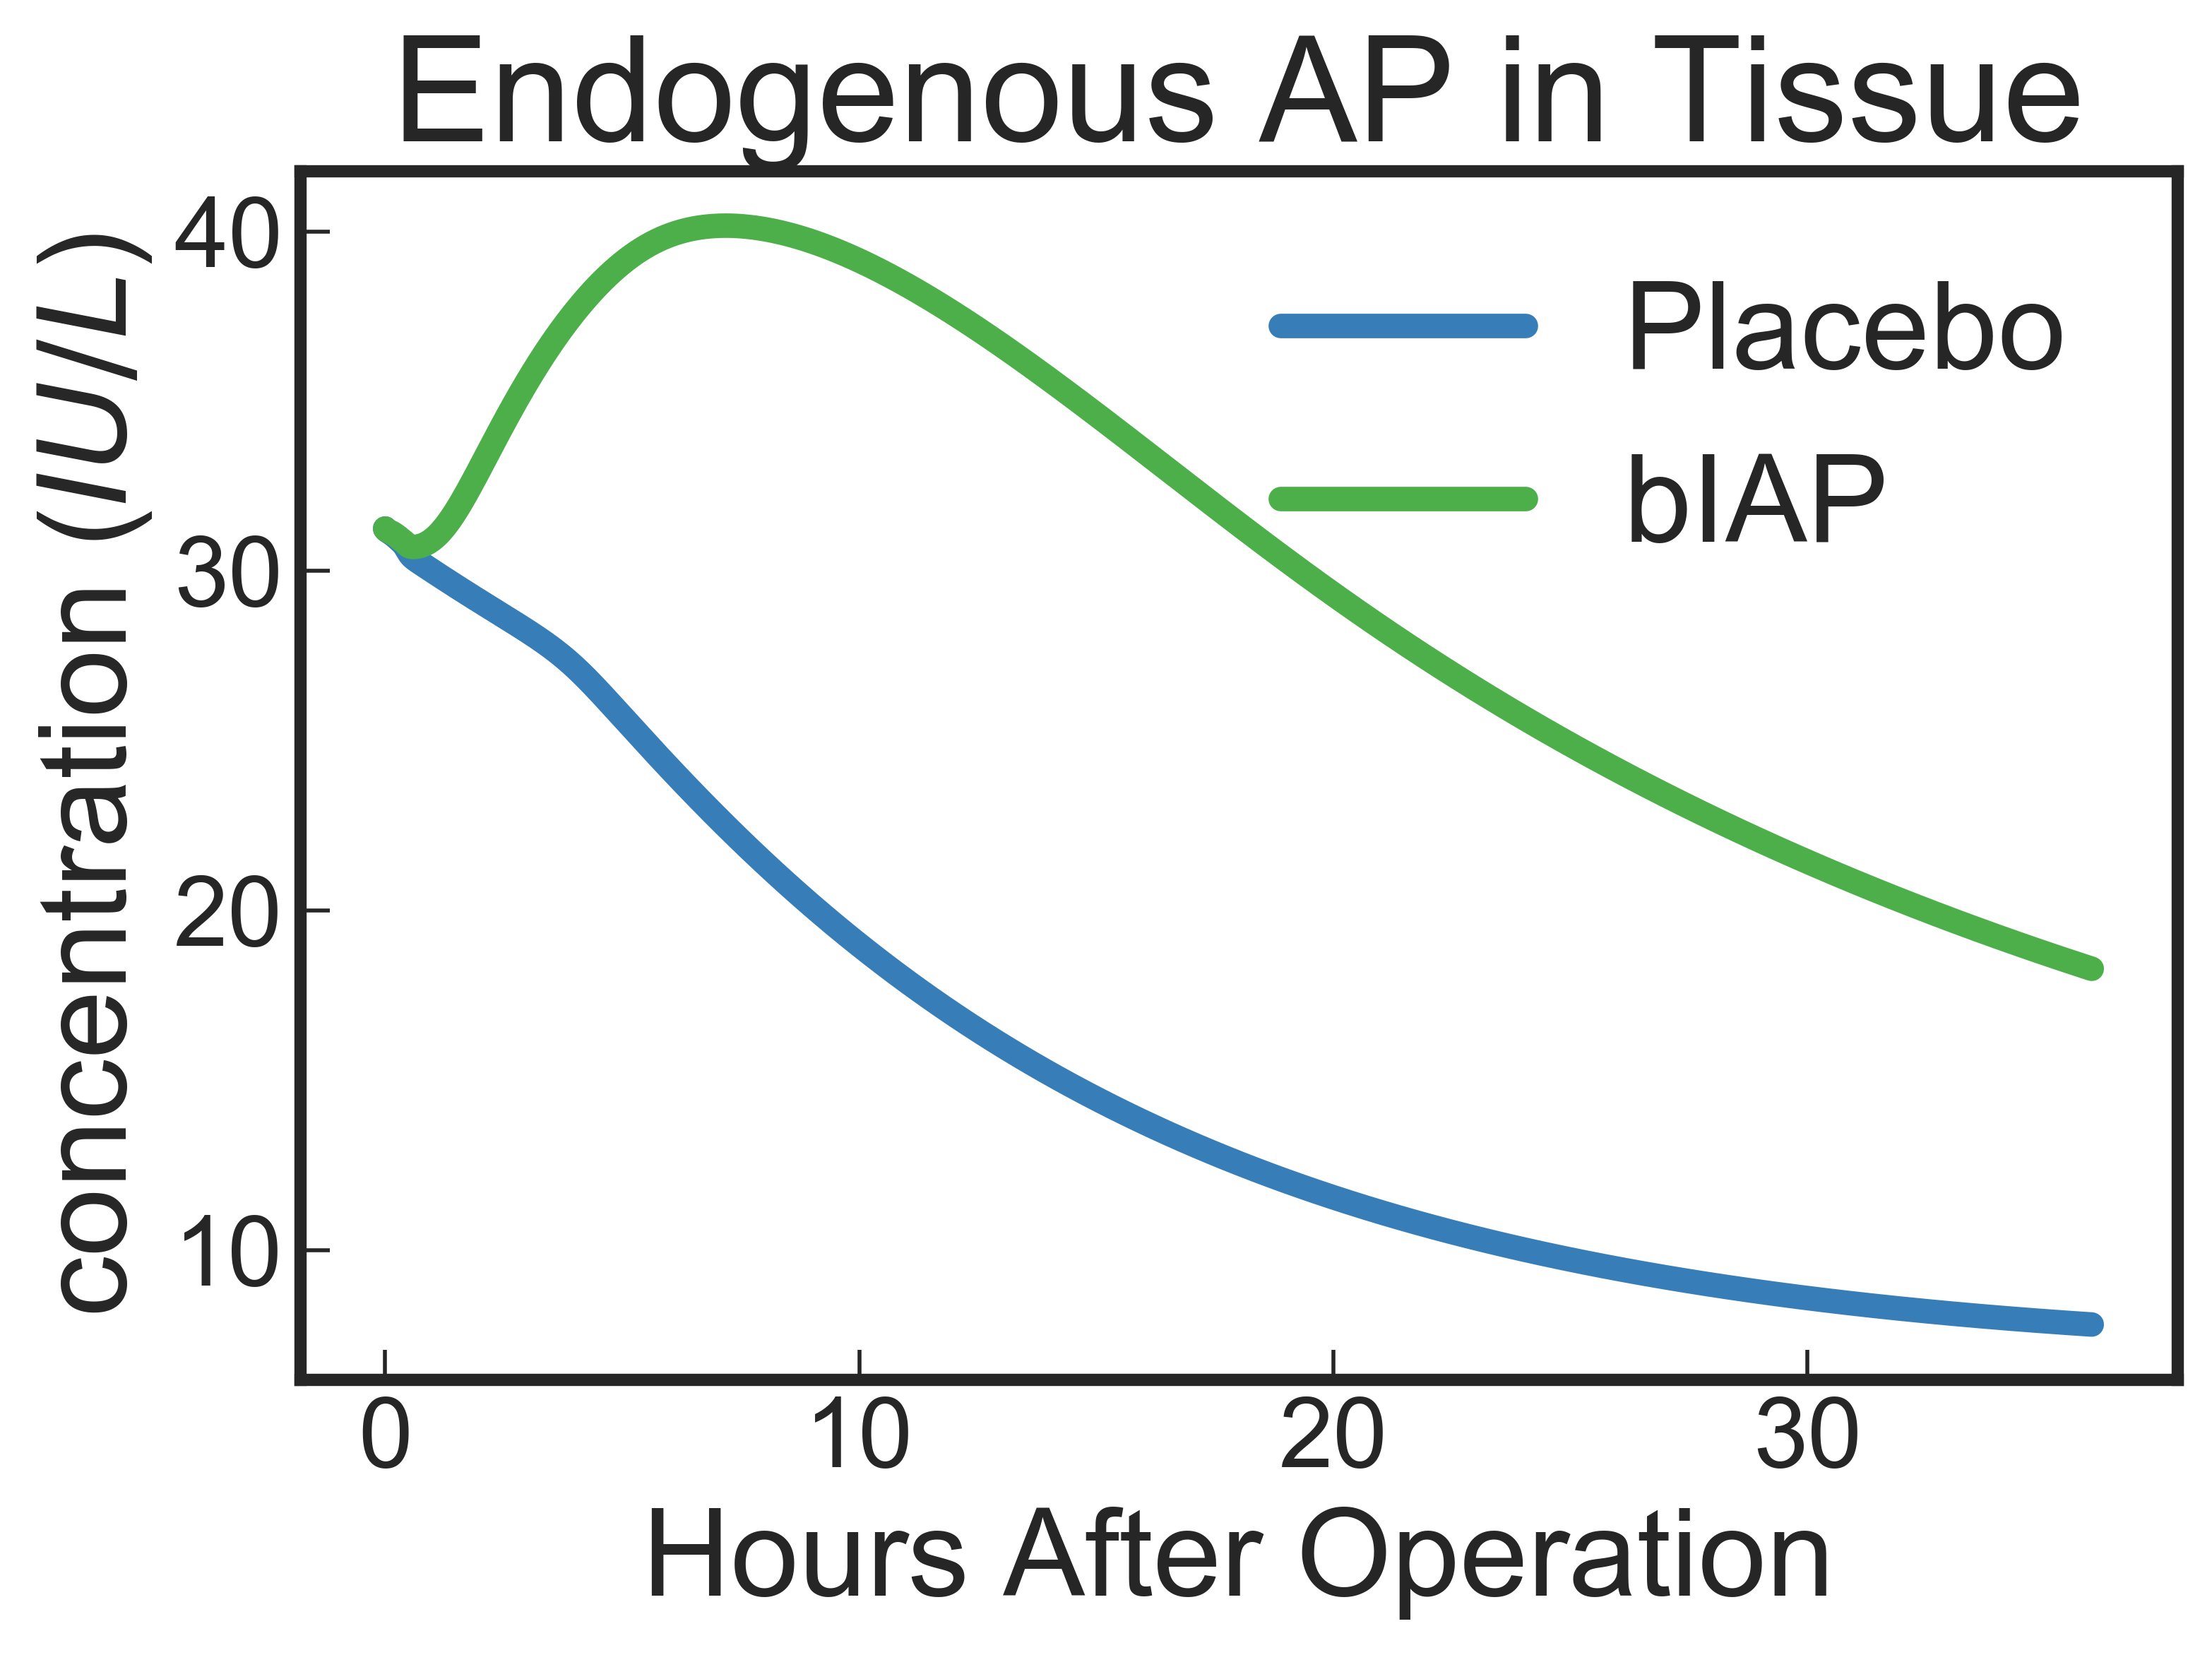 Endogenous AP in Tissue
concentration (IU/L)
40
30
20
10
Placebo
bIAP
0 10 20 30
Hours After Operation